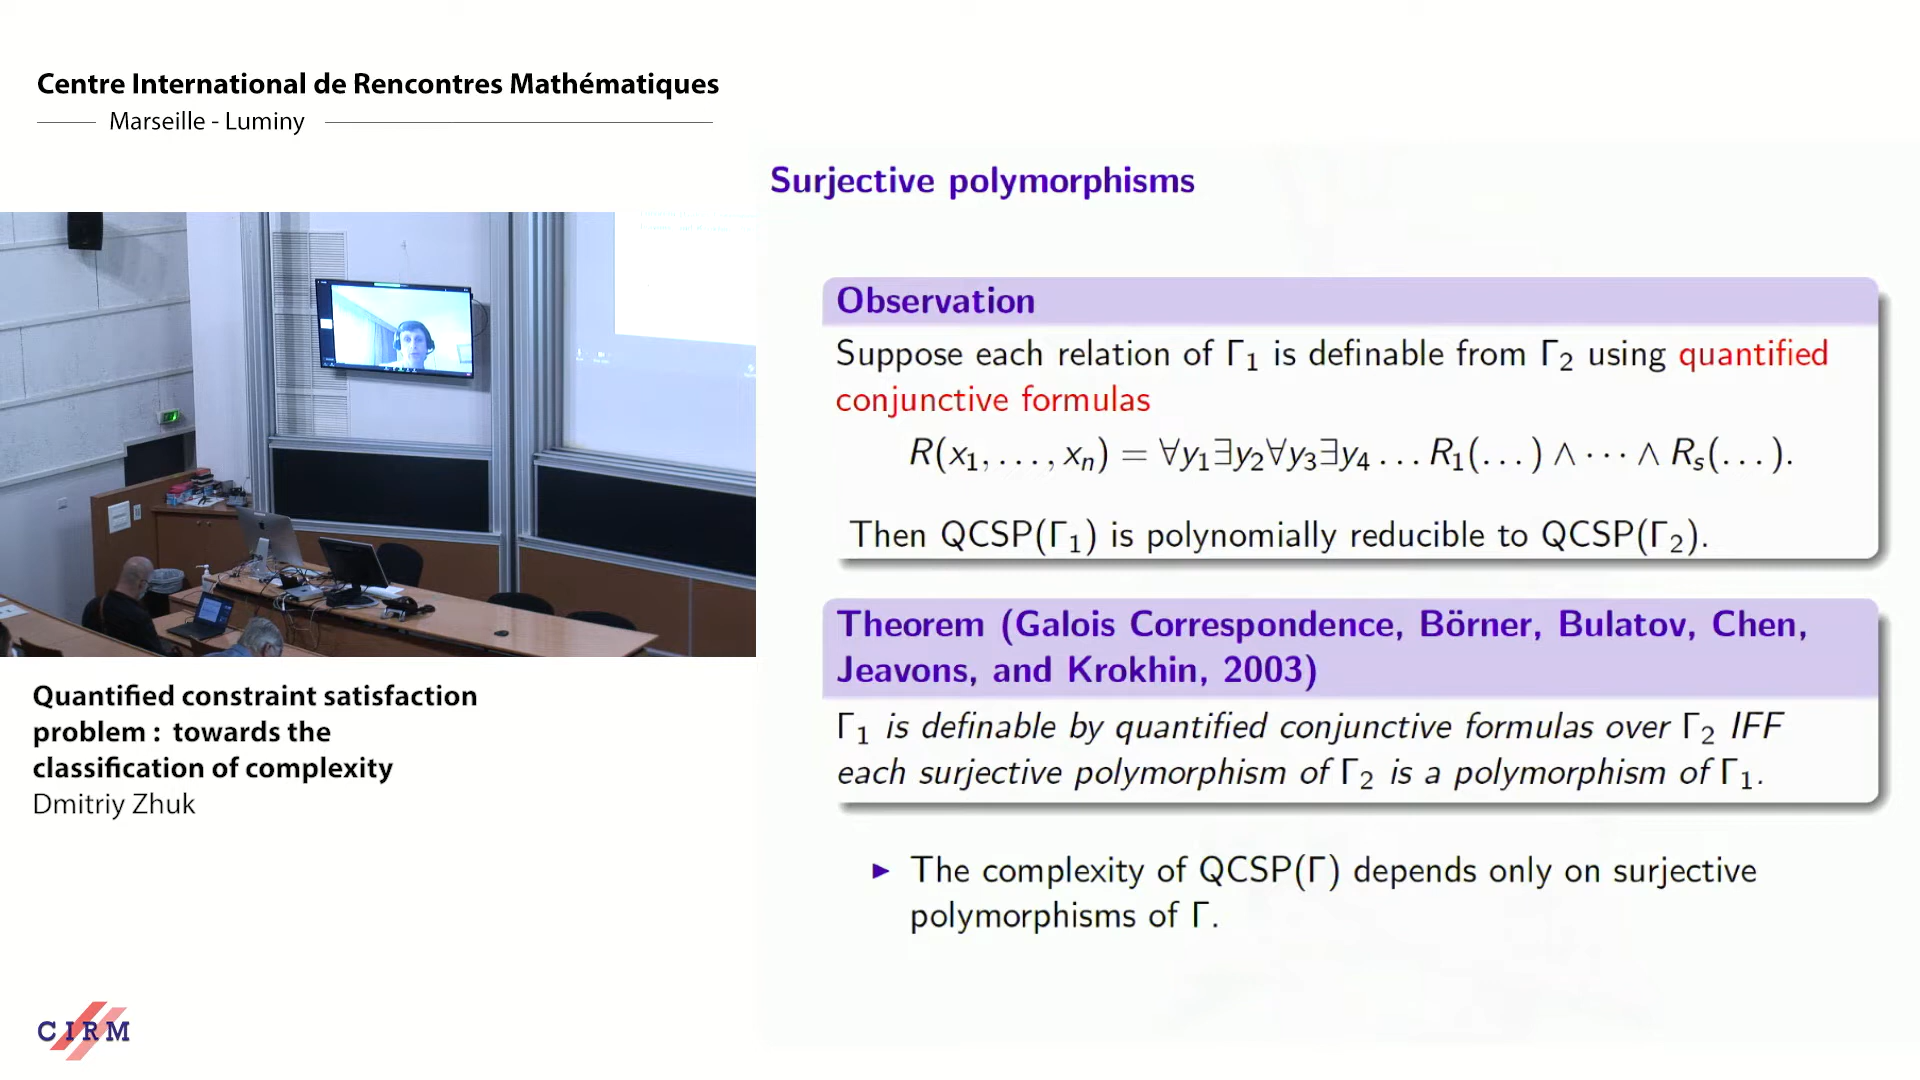 Centre International de Rencontres Mathématiques
Marseille - Luminy
Surjective polymorphisms
Observation
Suppose each relation of Γ₁ is definable from Γ₂ using quantified
conjunctive formulas
R(x₁, . . . , xₙ) = ∀y₁∃y₂∀y₃∃y₄ . . . R₁(. . .) ∧ · · · ∧ Rₛ(. . .).
Then QCSP(Γ₁) is polynomially reducible to QCSP(Γ₂).
Theorem (Galois Correspondence, Börner, Bulatov, Chen,
Jeavons, and Krokhin, 2003)
Γ₁ is definable by quantified conjunctive formulas over Γ₂ IFF
each surjective polymorphism of Γ₂ is a polymorphism of Γ₁.
► The complexity of QCSP(Γ) depends only on surjective
polymorphisms of Γ.
Quantified constraint satisfaction
problem : towards the
classification of complexity
Dmitriy Zhuk
CIRM